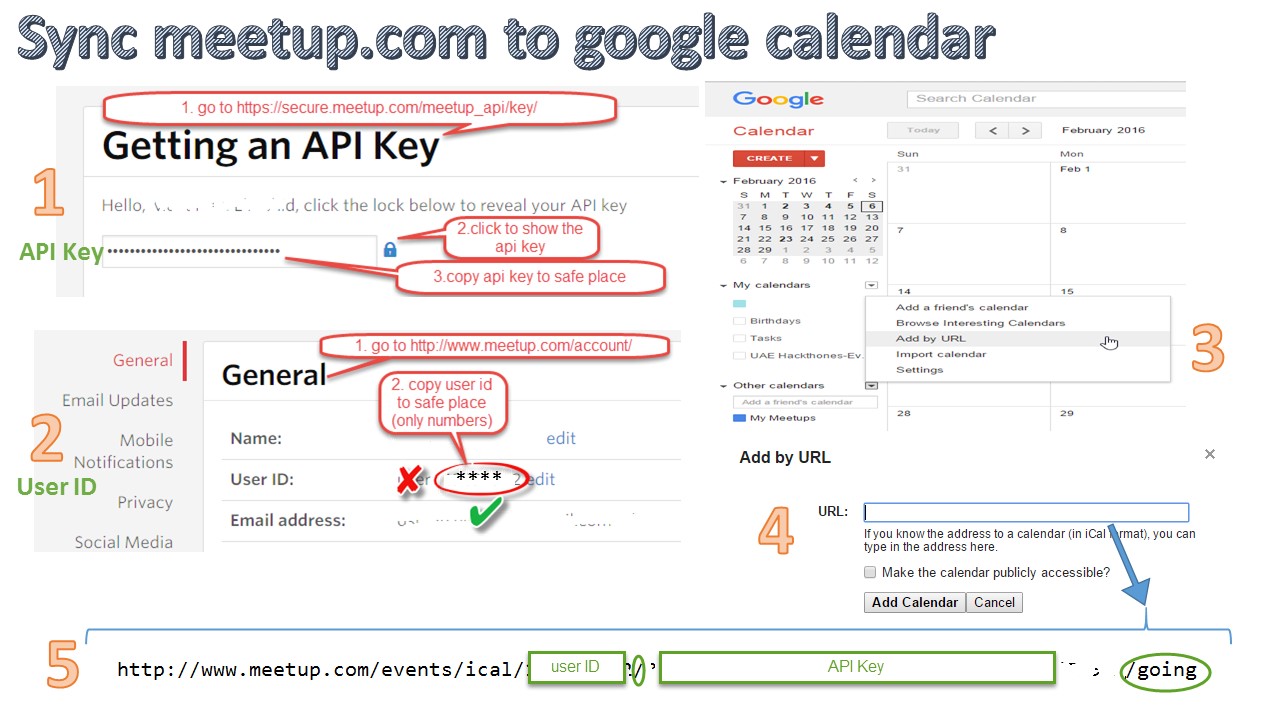 Sync meetup.com to google calendar
1. go to https://secure.meetup.com/meetup_api/key/
Getting an API Key
1
Hello, d, click the lock below to reveal your API key
API Key
••••••••••••••••••••••••••••••
2.click to show the
api key
3.copy api key to safe place
1. go to http://www.meetup.com/account/
General
Email Updates
Mobile
Notifications
Privacy
Social Media
2
User ID
General
2. copy user id
to safe place
(only numbers)
Name: edit
User ID: **** 2 edit
Email address:
Google
Search Calendar
Calendar
Today < > February 2016
CREATE
Sun Mon
February 2016 < >
S M T W T F S
31 1 2 3 4 5 6
7 8 9 10 11 12 13
14 15 16 17 18 19 20
21 22 23 24 25 26 27
28 29 1 2 3 4 5
6 7 8 9 10 11 12
31 Feb 1
7 8
14 15
28 29
My calendars
Birthdays
Tasks
UAE Hackthones-Ev.
Other calendars
Add a friend's calendar
My Meetups
Add a friend's calendar
Browse Interesting Calendars
Add by URL
Import calendar
Settings
3
Add by URL ×
4
URL:
If you know the address to a calendar (in iCal format), you can
type in the address here.
Make the calendar publicly accessible?
Add Calendar Cancel
5
http://www.meetup.com/events/ical/ user ID / API Key /going